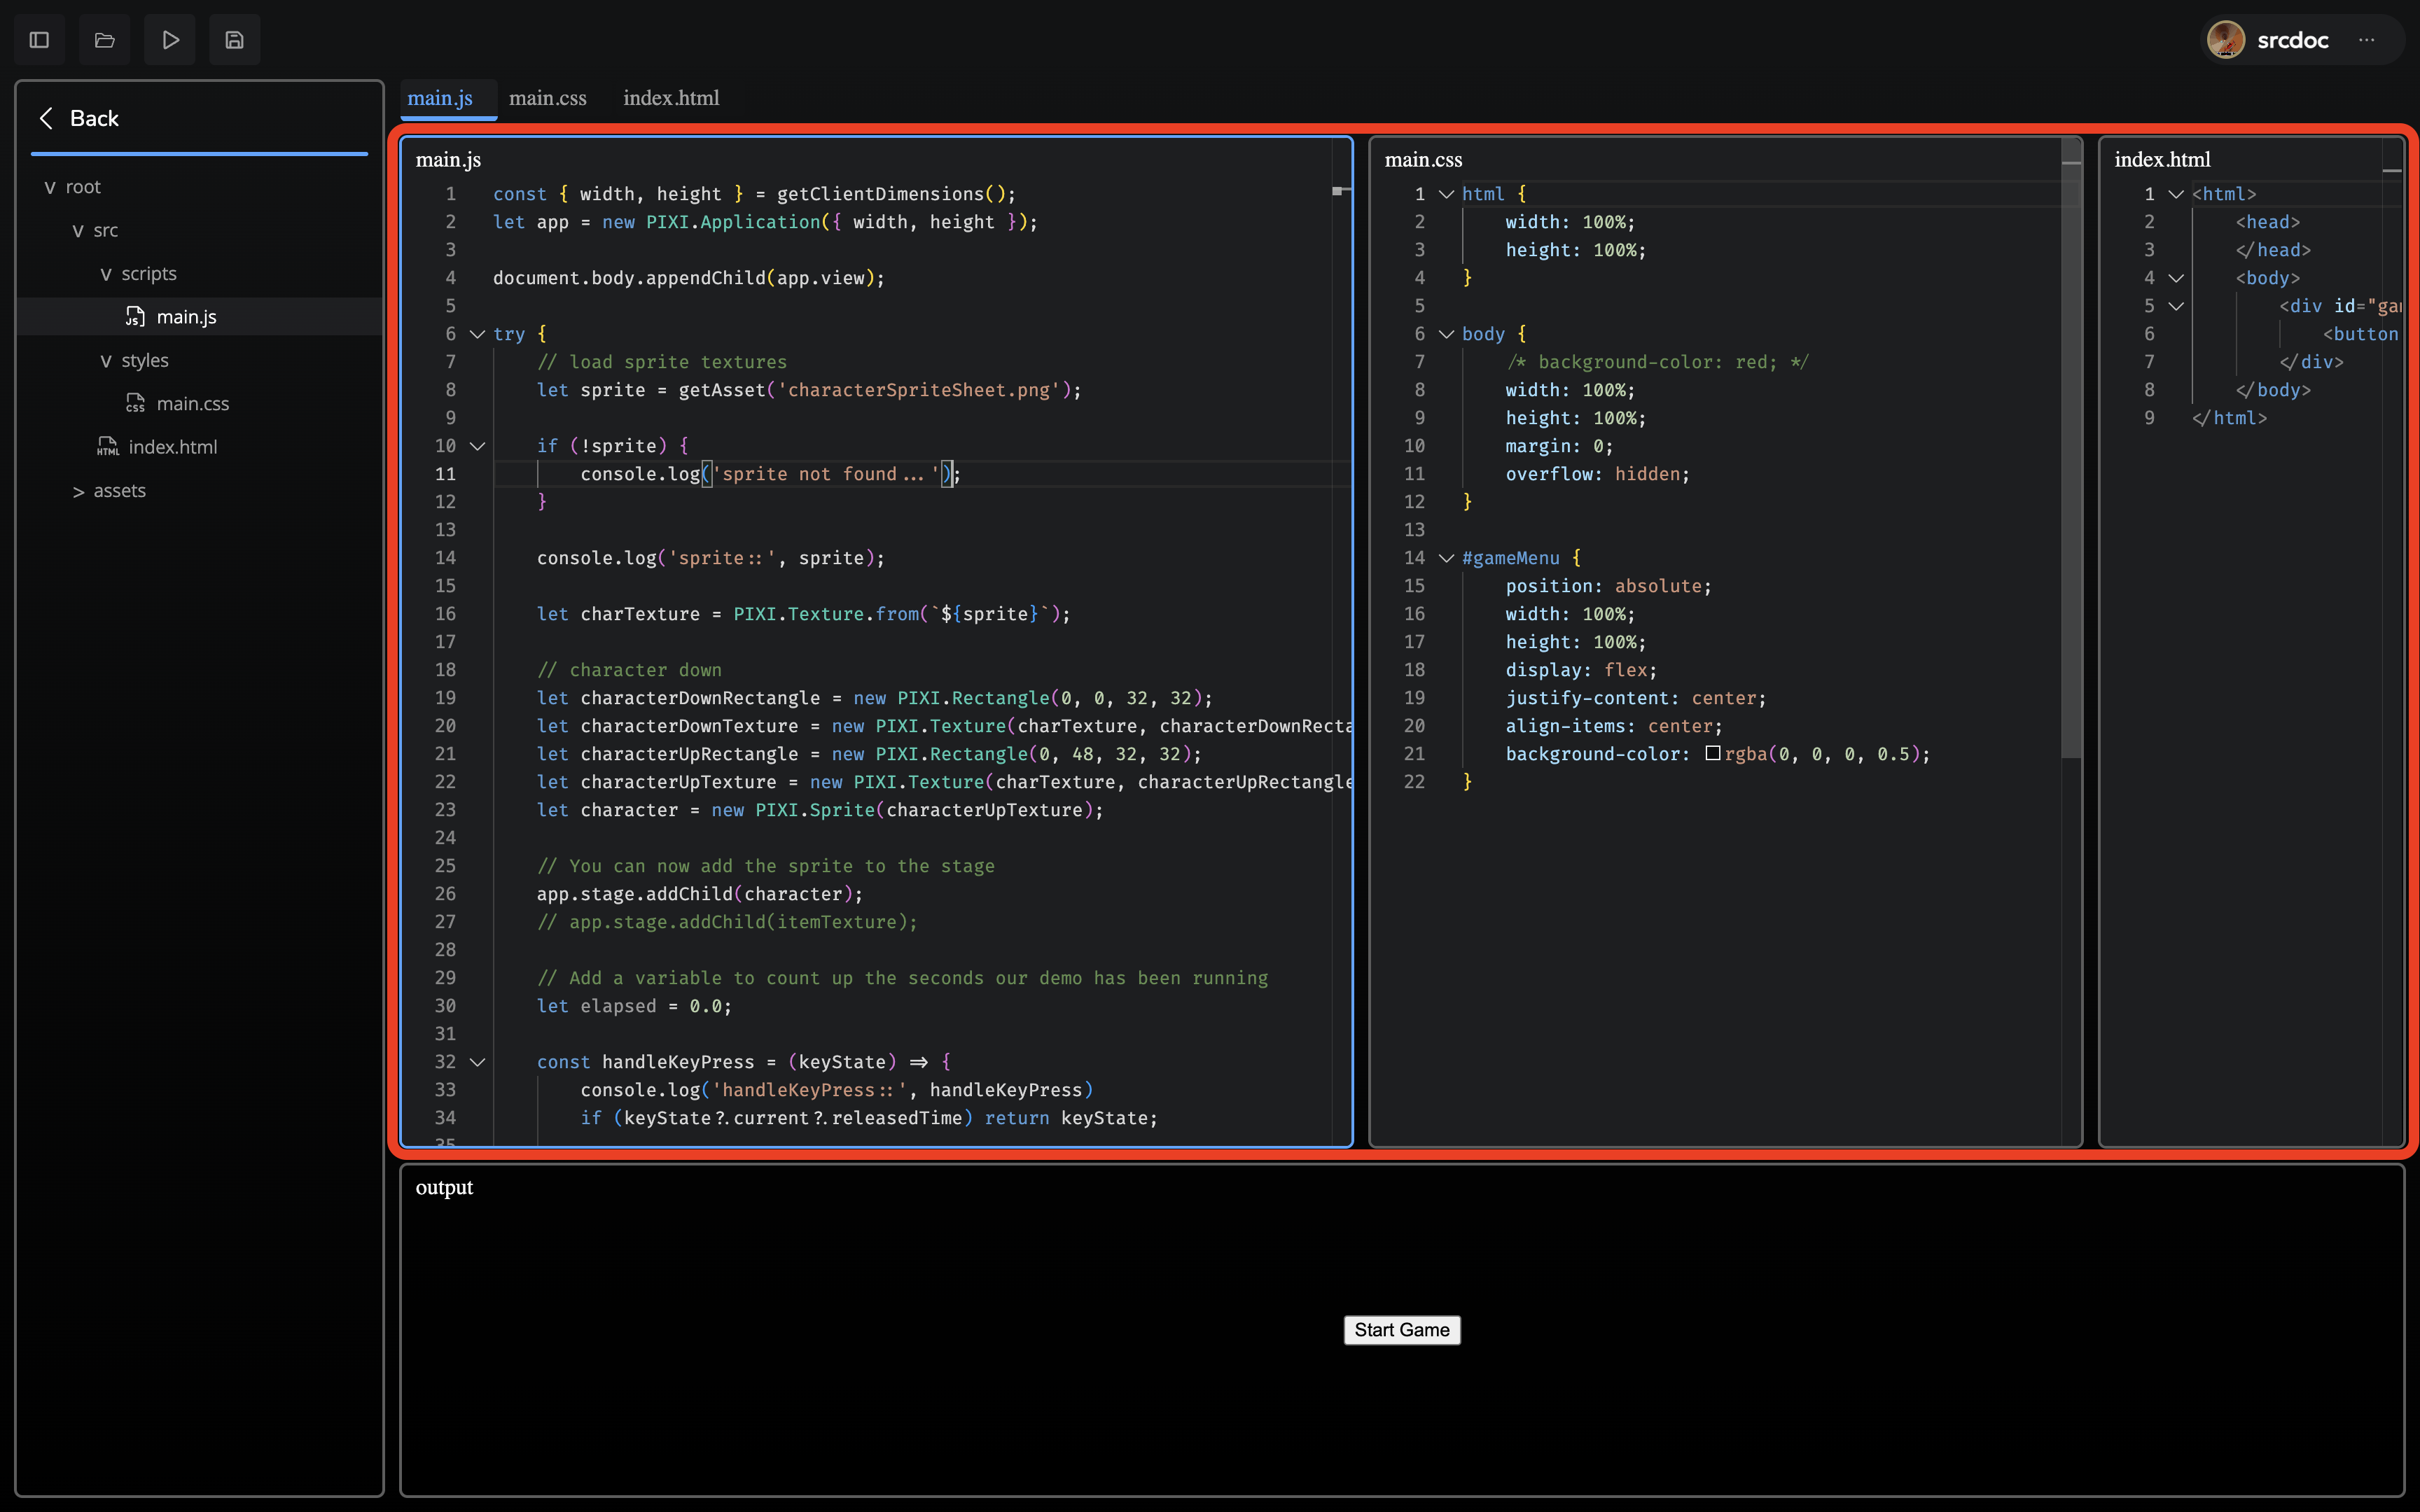 srcdoc ...
Back
root
src
scripts
main.js
styles
main.css
index.html
assets
main.js main.css index.html
main.js
1 const { width, height } = getClientDimensions();
2 let app = new PIXI.Application({ width, height });
3
4 document.body.appendChild(app.view);
5
6 try {
7 // load sprite textures
8 let sprite = getAsset('characterSpriteSheet.png');
9
10 if (!sprite) {
11 console.log('sprite not found...');
12 }
13
14 console.log('sprite::', sprite);
15
16 let charTexture = PIXI.Texture.from(`${sprite}`);
17
18 // character down
19 let characterDownRectangle = new PIXI.Rectangle(0, 0, 32, 32);
20 let characterDownTexture = new PIXI.Texture(charTexture, characterDownRecta
21 let characterUpRectangle = new PIXI.Rectangle(0, 48, 32, 32);
22 let characterUpTexture = new PIXI.Texture(charTexture, characterUpRectangle
23 let character = new PIXI.Sprite(characterUpTexture);
24
25 // You can now add the sprite to the stage
26 app.stage.addChild(character);
27 // app.stage.addChild(itemTexture);
28
29 // Add a variable to count up the seconds our demo has been running
30 let elapsed = 0.0;
31
32 const handleKeyPress = (keyState) => {
33 console.log('handleKeyPress::', handleKeyPress)
34 if (keyState?.current?.releasedTime) return keyState;
35
main.css
1 html {
2 width: 100%;
3 height: 100%;
4 }
5
6 body {
7 /* background-color: red; */
8 width: 100%;
9 height: 100%;
10 margin: 0;
11 overflow: hidden;
12 }
13
14 #gameMenu {
15 position: absolute;
16 width: 100%;
17 height: 100%;
18 display: flex;
19 justify-content: center;
20 align-items: center;
21 background-color: rgba(0, 0, 0, 0.5);
22 }
index.html
1 <html>
2 <head>
3 </head>
4 <body>
5 <div id="gam
6 <button
7 </div>
8 </body>
9 </html>
output
Start Game